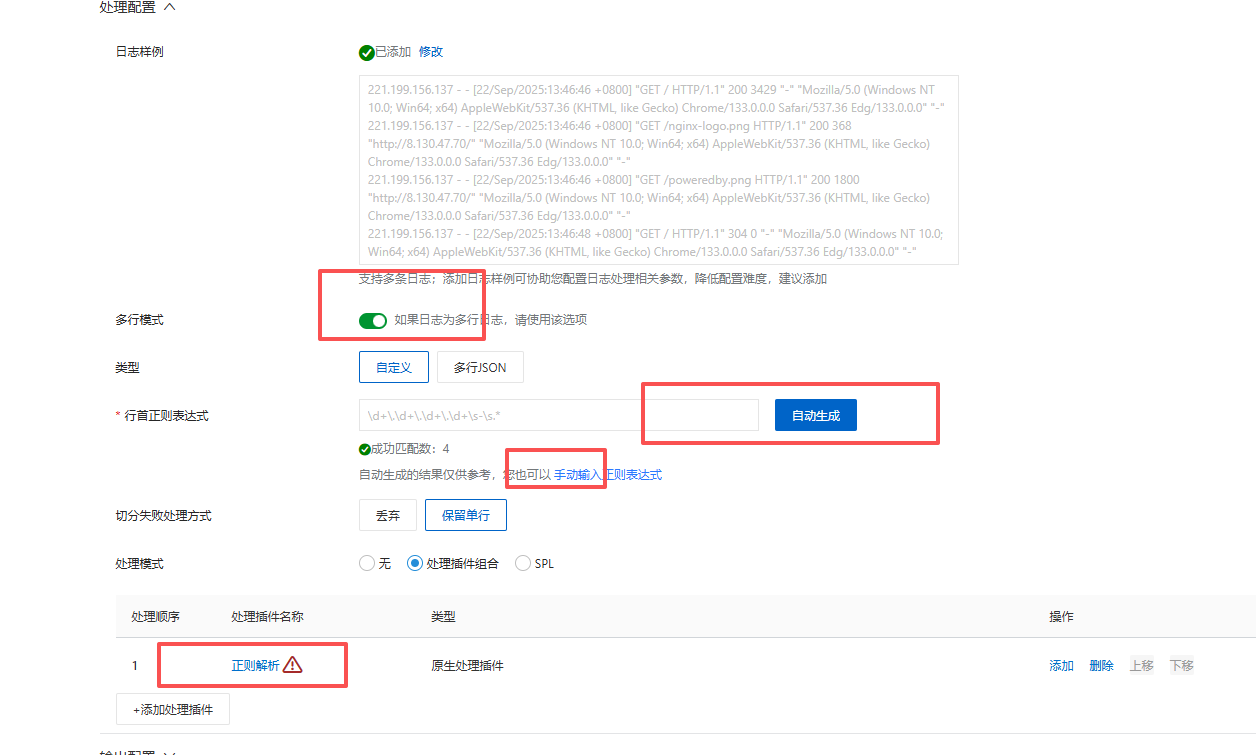 处理配置
日志样例
已添加 修改
221.199.156.137 - - [22/Sep/2025:13:46:46 +0800] "GET / HTTP/1.1" 200 3429 "-" "Mozilla/5.0 (Windows NT
10.0; Win64; x64) AppleWebKit/537.36 (KHTML, like Gecko) Chrome/133.0.0.0 Safari/537.36 Edg/133.0.0.0" "-"
221.199.156.137 - - [22/Sep/2025:13:46:46 +0800] "GET /nginx-logo.png HTTP/1.1" 200 368
"http://8.130.47.70/" "Mozilla/5.0 (Windows NT 10.0; Win64; x64) AppleWebKit/537.36 (KHTML, like Gecko)
Chrome/133.0.0.0 Safari/537.36 Edg/133.0.0.0" "-"
221.199.156.137 - - [22/Sep/2025:13:46:46 +0800] "GET /poweredby.png HTTP/1.1" 200 1800
"http://8.130.47.70/" "Mozilla/5.0 (Windows NT 10.0; Win64; x64) AppleWebKit/537.36 (KHTML, like Gecko)
Chrome/133.0.0.0 Safari/537.36 Edg/133.0.0.0" "-"
221.199.156.137 - - [22/Sep/2025:13:46:48 +0800] "GET / HTTP/1.1" 304 0 "-" "Mozilla/5.0 (Windows NT 10.0;
Win64; x64) AppleWebKit/537.36 (KHTML, like Gecko) Chrome/133.0.0.0 Safari/537.36 Edg/133.0.0.0" "-"
支持多条日志；添加日志样例可协助您配置日志处理相关参数，降低配置难度，建议添加
多行模式
如果日志为多行日志，请使用该选项
类型
自定义 多行JSON
* 行首正则表达式
\d+\.\d+\.\d+\.\d+\s-\s.*
自动生成
成功匹配数：4
自动生成的结果仅供参考，您也可以 手动输入正则表达式
切分失败处理方式
丢弃 保留单行
处理模式
无 处理插件组合 SPL
处理顺序 处理插件名称 类型 操作
1 正则解析 原生处理插件 添加 删除 上移 下移
+添加处理插件
输出配置